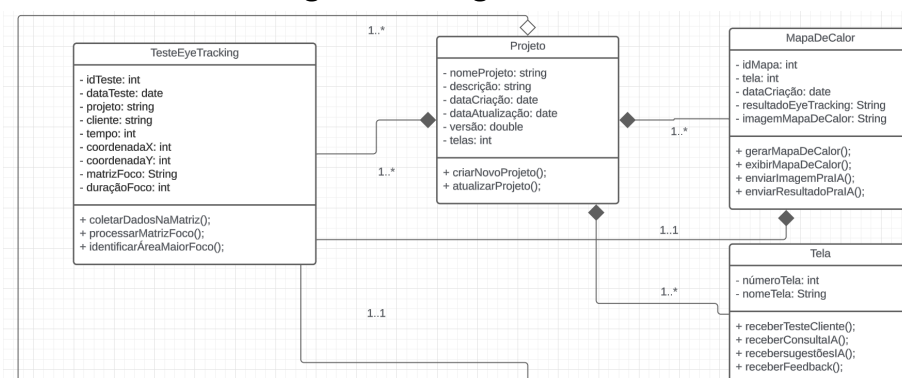 1..*
TesteEyeTracking
- idTeste: int
- dataTeste: date
- projeto: string
- cliente: string
- tempo: int
- coordenadaX: int
- coordenadaY: int
- matrizFoco: String
- duraçãoFoco: int
+ coletarDadosNaMatriz();
+ processarMatrizFoco();
+ identificarÁreaMaiorFoco();
1..*
Projeto
- nomeProjeto: string
- descrição: string
- dataCriação: date
- dataAtualização: date
- versão: double
- telas: int
+ criarNovoProjeto();
+ atualizarProjeto();
1..*
MapaDeCalor
- idMapa: int
- tela: int
- dataCriação: date
- resultadoEyeTracking: String
- imagemMapaDeCalor: String
+ gerarMapaDeCalor();
+ exibirMapaDeCalor();
+ enviarImagemPraIA();
+ enviarResultadoPraIA();
1..1
1..*
1..1
Tela
- númeroTela: int
- nomeTela: String
+ receberTesteCliente();
+ receberConsultaIA();
+ recebersugestõesIA();
+ receberFeedback();